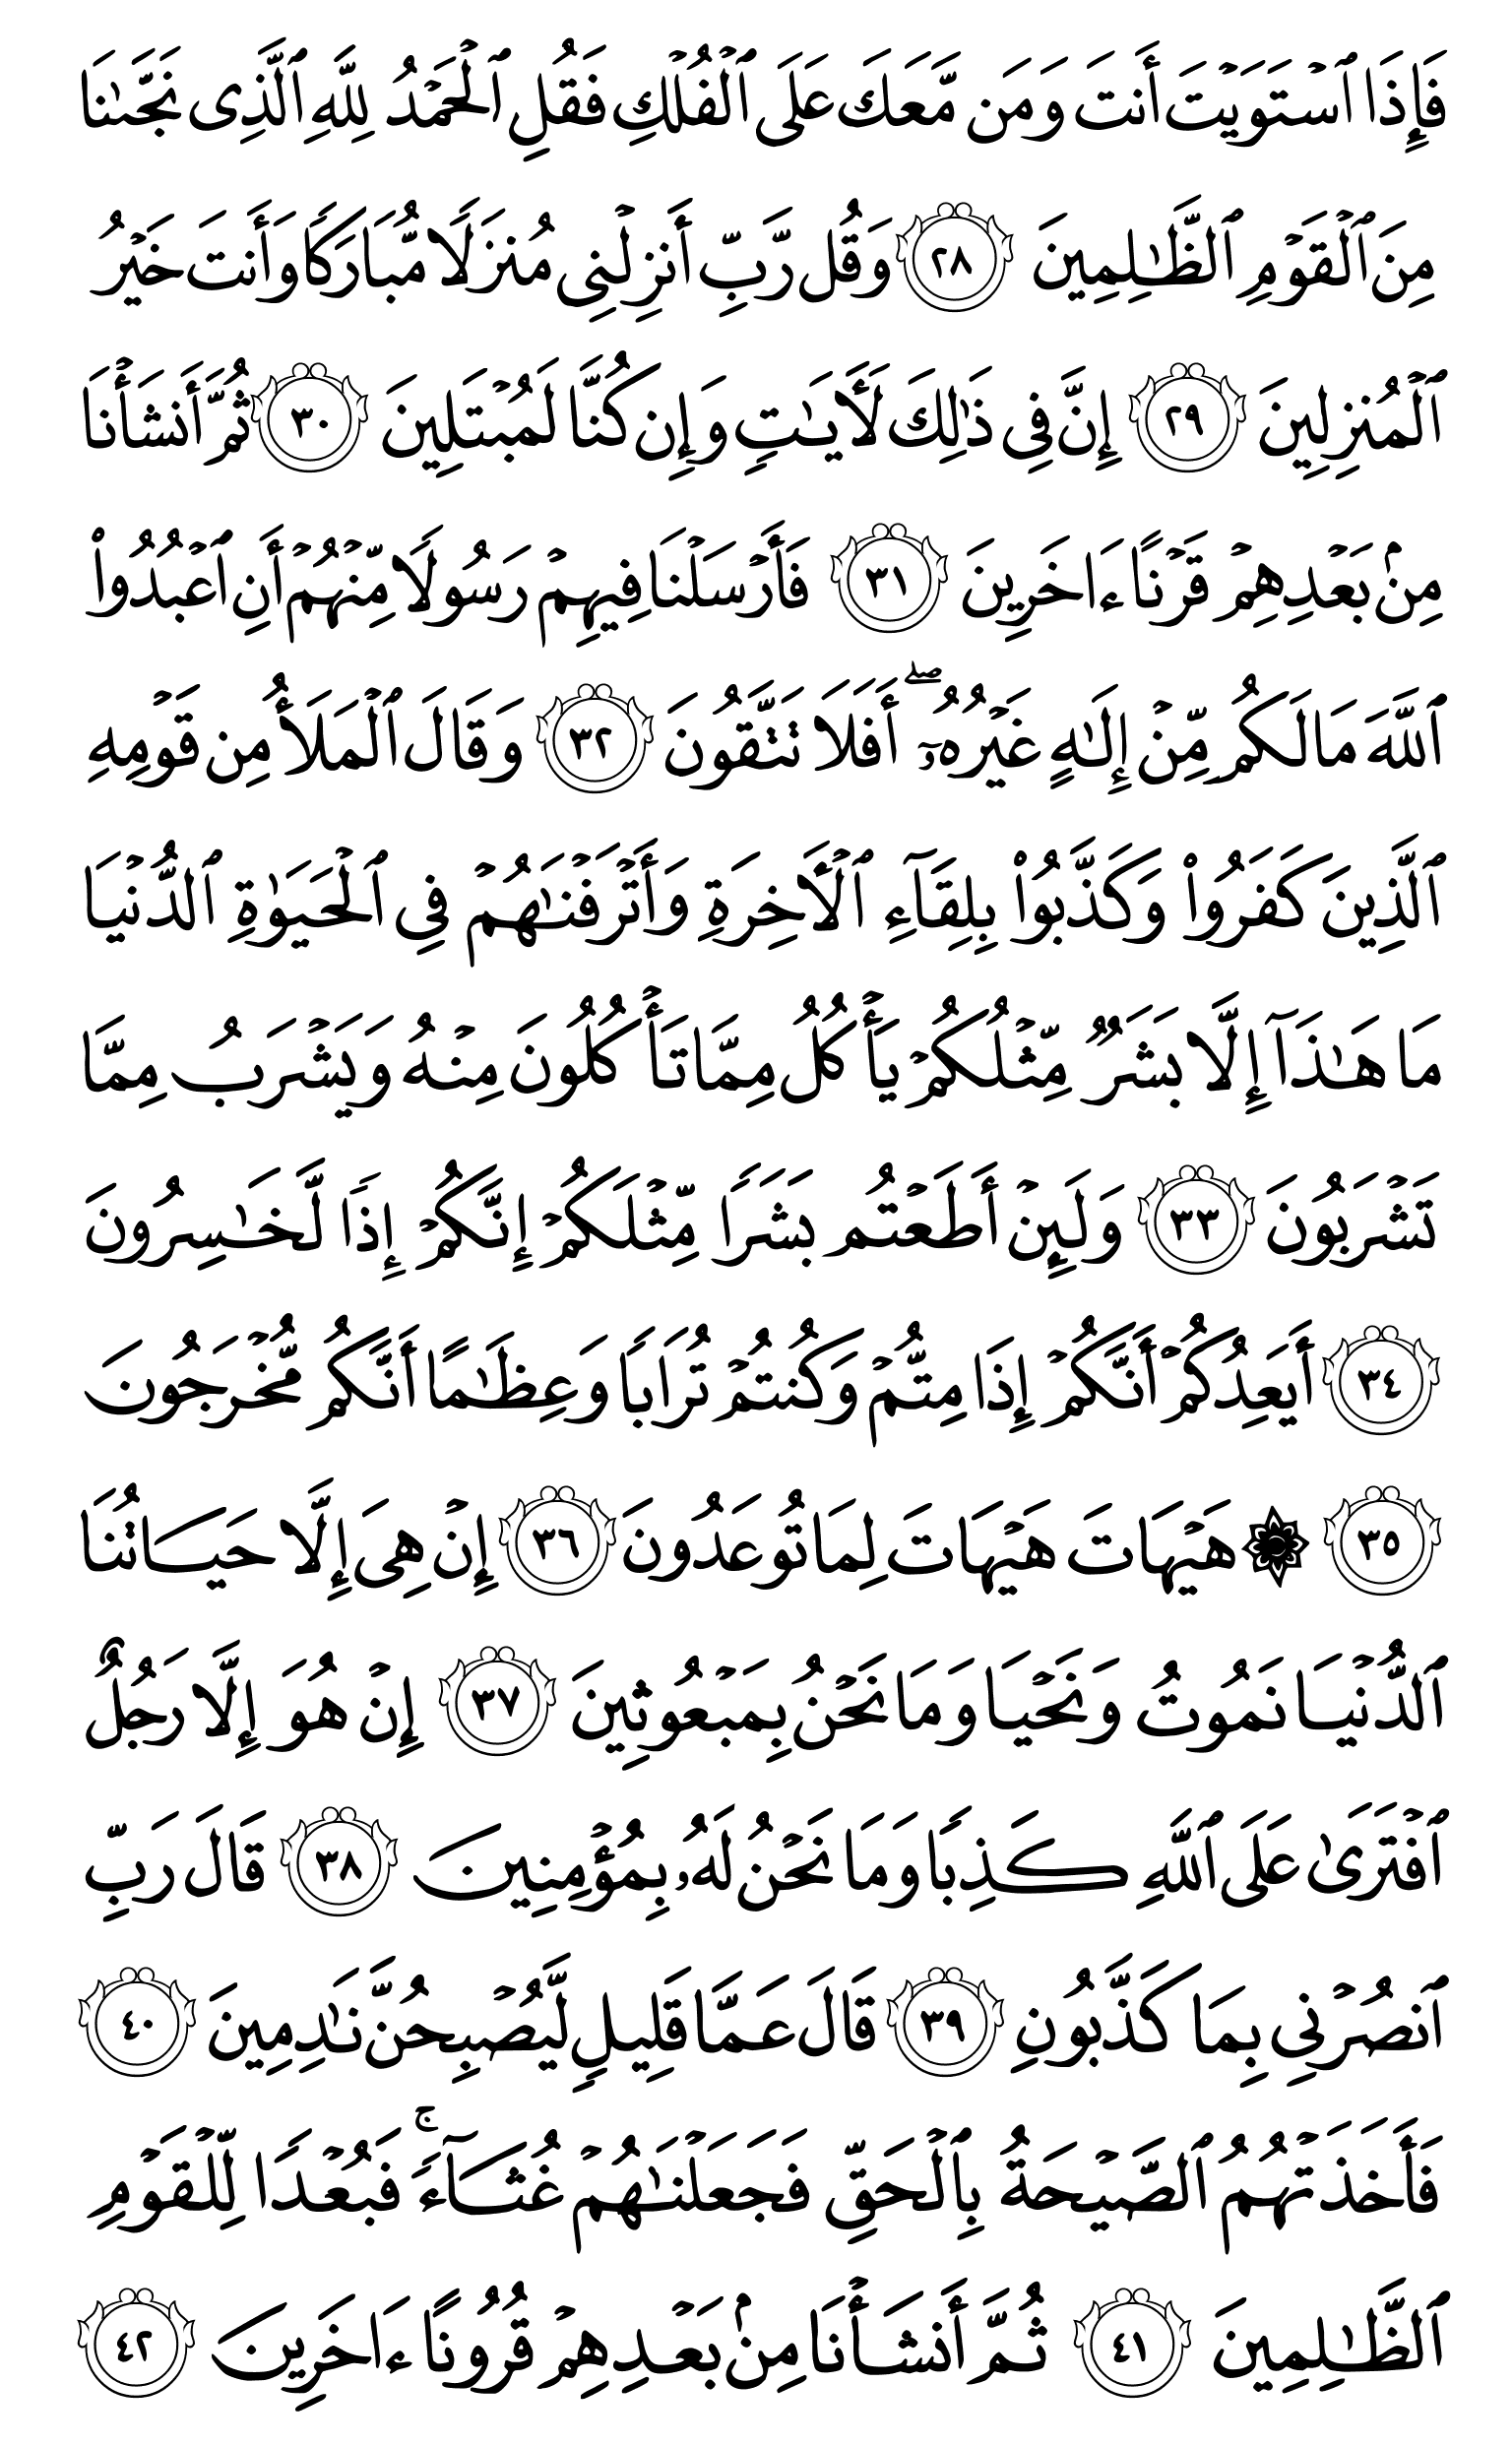 فَإِذَا ٱسۡتَوَيۡتَ أَنتَ وَمَن مَّعَكَ عَلَى ٱلۡفُلۡكِ فَقُلِ ٱلۡحَمۡدُ لِلَّهِ ٱلَّذِى نَجَّىٰنَا
مِنَ ٱلۡقَوۡمِ ٱلظَّـٰلِمِينَ ٢٨ وَقُل رَّبِّ أَنزِلۡنِى مُنزَلًا مُّبَارَكًا وَأَنتَ خَيۡرُ
ٱلۡمُنزِلِينَ ٢٩ إِنَّ فِى ذَٰلِكَ لَأَيَـٰتٍ وَإِن كُنَّا لَمُبۡتَلِينَ ٣٠ ثُمَّ أَنشَأۡنَا
مِنۢ بَعۡدِهِمۡ قَرۡنًا ءَاخَرِينَ ٣١ فَأَرۡسَلۡنَا فِيهِمۡ رَسُولًا مِّنۡهُمۡ أَنِ ٱعۡبُدُوا۟
ٱللَّهَ مَا لَكُم مِّنۡ إِلَـٰهٍ غَيۡرُهُۥٓ ۖ أَفَلَا تَتَّقُونَ ٣٢ وَقَالَ ٱلۡمَلَأُ مِن قَوۡمِهِ
ٱلَّذِينَ كَفَرُوا۟ وَكَذَّبُوا۟ بِلِقَآءِ ٱلۡأَخِرَةِ وَأَتۡرَفۡنَـٰهُمۡ فِى ٱلۡحَيَوٰةِ ٱلدُّنۡيَا
مَا هَـٰذَآ إِلَّا بَشَرٌ مِّثۡلُكُمۡ يَأۡكُلُ مِمَّا تَأۡكُلُونَ مِنۡهُ وَيَشۡرَبُ مِمَّا
تَشۡرَبُونَ ٣٣ وَلَئِنۡ أَطَعۡتُم بَشَرًا مِّثۡلَكُمۡ إِنَّكُمۡ إِذًا لَّخَـٰسِرُونَ
٣٤ أَيَعِدُكُمۡ أَنَّكُمۡ إِذَا مِتُّمۡ وَكُنتُمۡ تُرَابًا وَعِظَـٰمًا أَنَّكُم مُّخۡرَجُونَ
٣٥ ۞ هَيۡهَاتَ هَيۡهَاتَ لِمَا تُوعَدُونَ ٣٦ إِنۡ هِىَ إِلَّا حَيَاتُنَا
ٱلدُّنۡيَا نَمُوتُ وَنَحۡيَا وَمَا نَحۡنُ بِمَبۡعُوثِينَ ٣٧ إِنۡ هُوَ إِلَّا رَجُلٌ
ٱفۡتَرَىٰ عَلَى ٱللَّهِ كَذِبًا وَمَا نَحۡنُ لَهُۥ بِمُؤۡمِنِينَ ٣٨ قَالَ رَبِّ
ٱنصُرۡنِى بِمَا كَذَّبُونِ ٣٩ قَالَ عَمَّا قَلِيلٍ لَّيُصۡبِحُنَّ نَـٰدِمِينَ ٤٠
فَأَخَذَتۡهُمُ ٱلصَّيۡحَةُ بِٱلۡحَقِّ فَجَعَلۡنَـٰهُمۡ غُثَآءً ۚ فَبُعۡدًا لِّلۡقَوۡمِ
ٱلظَّـٰلِمِينَ ٤١ ثُمَّ أَنشَأۡنَا مِنۢ بَعۡدِهِمۡ قُرُونًا ءَاخَرِينَ ٤٢